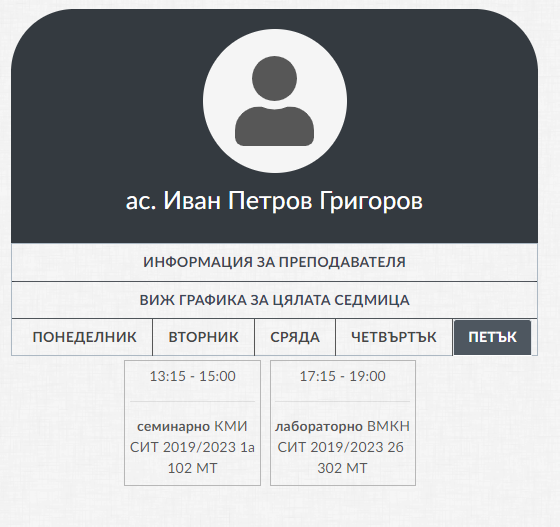 ас. Иван Петров Григоров
ИНФОРМАЦИЯ ЗА ПРЕПОДАВАТЕЛЯ
ВИЖ ГРАФИКА ЗА ЦЯЛАТА СЕДМИЦА
ПОНЕДЕЛНИК ВТОРНИК СРЯДА ЧЕТВЪРТЪК ПЕТЪК
13:15 - 15:00
семинарно КМИ
СИТ 2019/2023 1а
102 МТ
17:15 - 19:00
лабораторно ВМКН
СИТ 2019/2023 2б
302 МТ